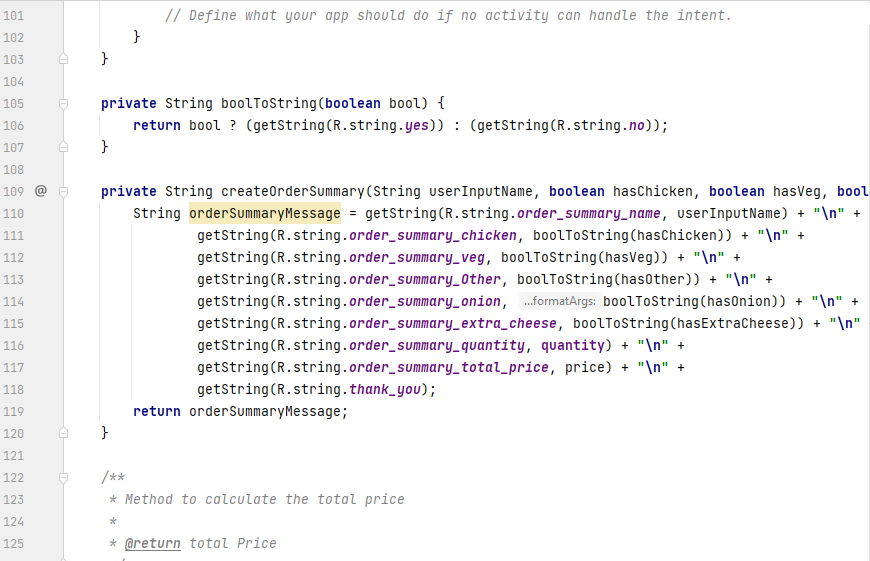 101 // Define what your app should do if no activity can handle the intent.
102 }
103 }
104
105 private String boolToString(boolean bool) {
106 return bool ? (getString(R.string.yes)) : (getString(R.string.no));
107 }
108
109 @ private String createOrderSummary(String userInputName, boolean hasChicken, boolean hasVeg, bool
110 String orderSummaryMessage = getString(R.string.order_summary_name, userInputName) + "\n" +
111 getString(R.string.order_summary_chicken, boolToString(hasChicken)) + "\n" +
112 getString(R.string.order_summary_veg, boolToString(hasVeg)) + "\n" +
113 getString(R.string.order_summary_Other, boolToString(hasOther)) + "\n" +
114 getString(R.string.order_summary_onion, ...formatArgs: boolToString(hasOnion)) + "\n" +
115 getString(R.string.order_summary_extra_cheese, boolToString(hasExtraCheese)) + "\n"
116 getString(R.string.order_summary_quantity, quantity) + "\n" +
117 getString(R.string.order_summary_total_price, price) + "\n" +
118 getString(R.string.thank_you);
119 return orderSummaryMessage;
120 }
121
122 /**
123 * Method to calculate the total price
124 *
125 * @return total Price